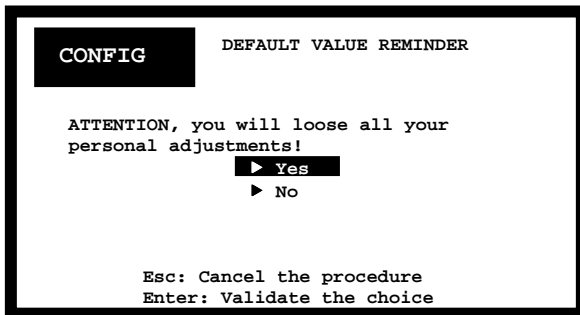 CONFIG
DEFAULT VALUE REMINDER
ATTENTION, you will loose all your
personal adjustments!
Yes
No
Esc: Cancel the procedure
Enter: Validate the choice